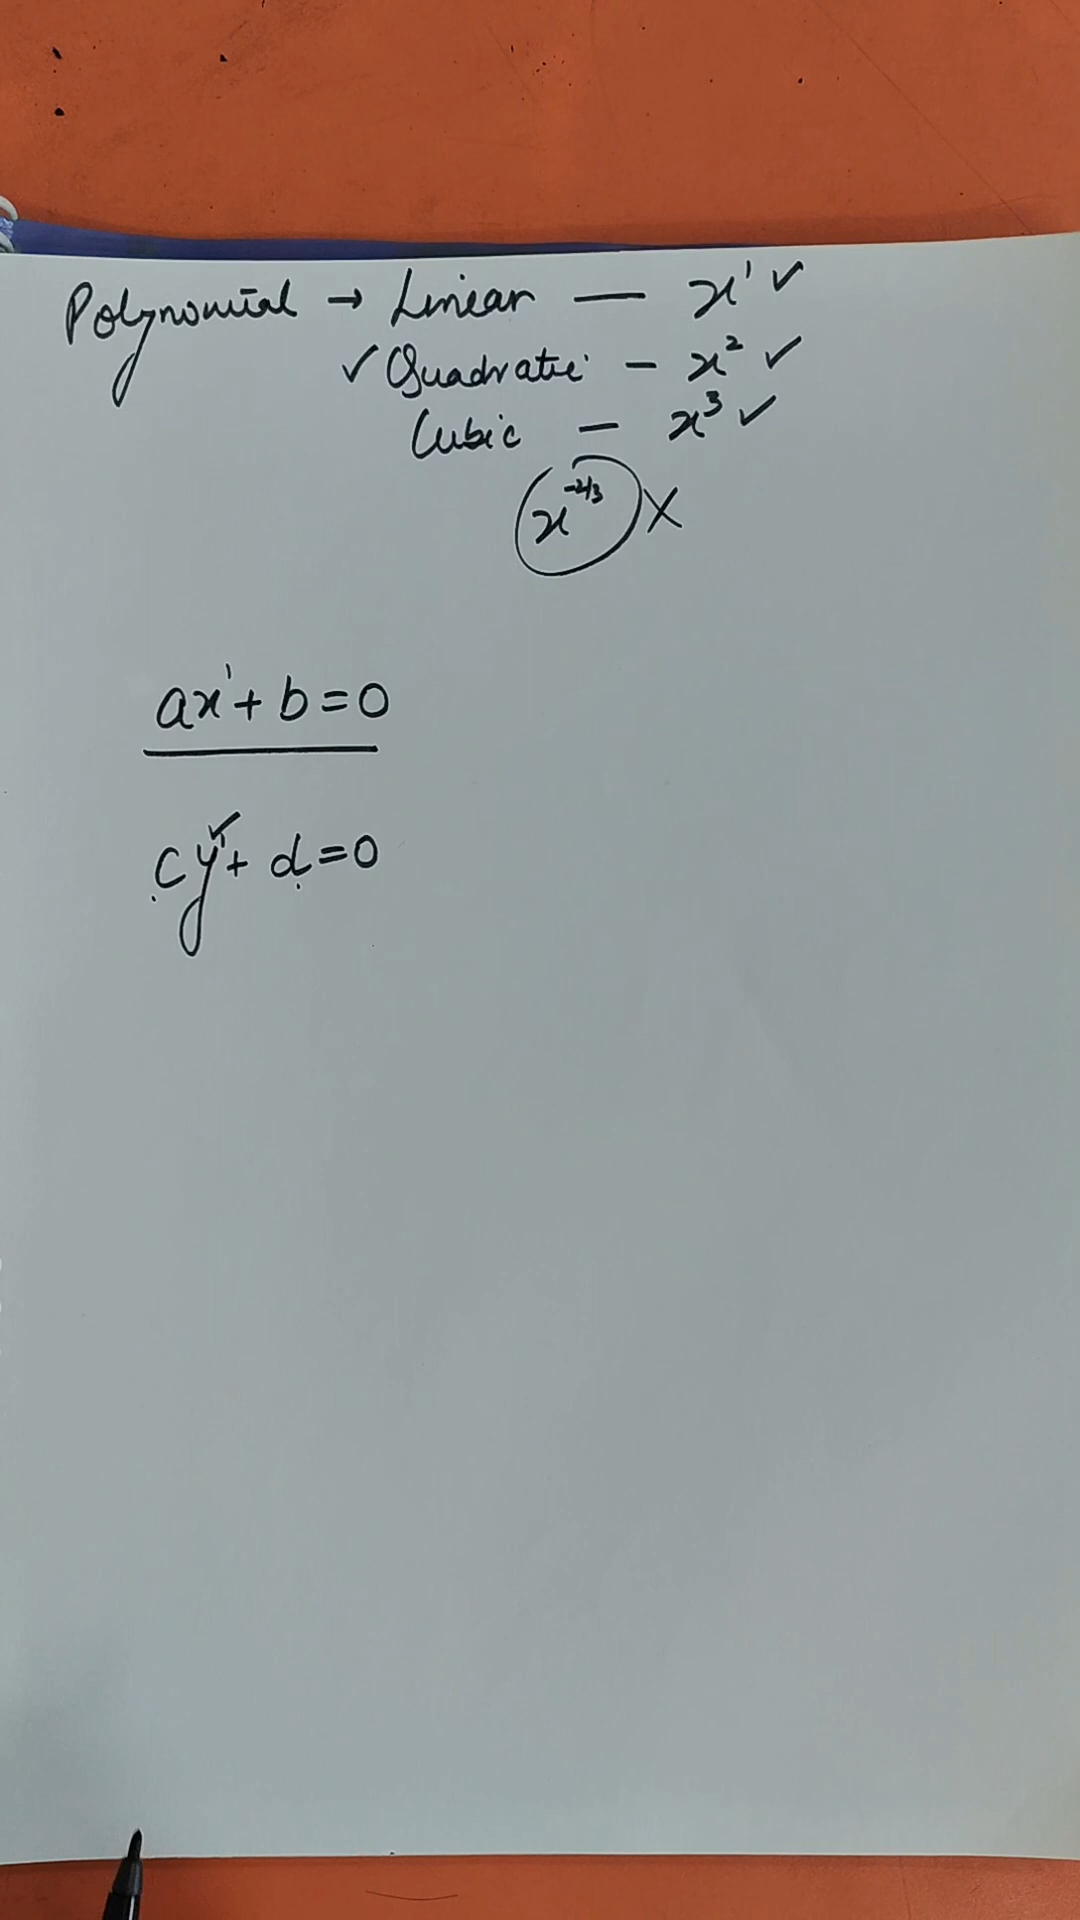 Polynomial → Linear — x¹ ✓
✓ Quadratic – x² ✓
Cubic – x³ ✓
x^-2/3 ×
ax¹ + b = 0
cy¹ + d = 0